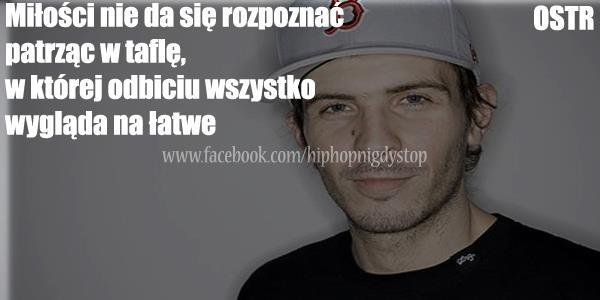 Miłości nie da się rozpoznać
patrząc w taflę,
w której odbiciu wszystko
wygląda na łatwe
OSTR
www.facebook.com/hiphopnigdystop